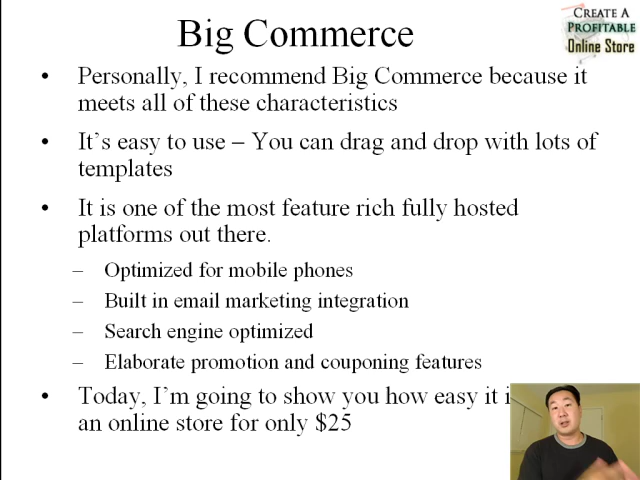 Big Commerce
CREATE A
PROFITABLE
Online Store
• Personally, I recommend Big Commerce because it
meets all of these characteristics
• It's easy to use – You can drag and drop with lots of
templates
• It is one of the most feature rich fully hosted
platforms out there.
– Optimized for mobile phones
– Built in email marketing integration
– Search engine optimized
– Elaborate promotion and couponing features
• Today, I'm going to show you how easy it
an online store for only $25